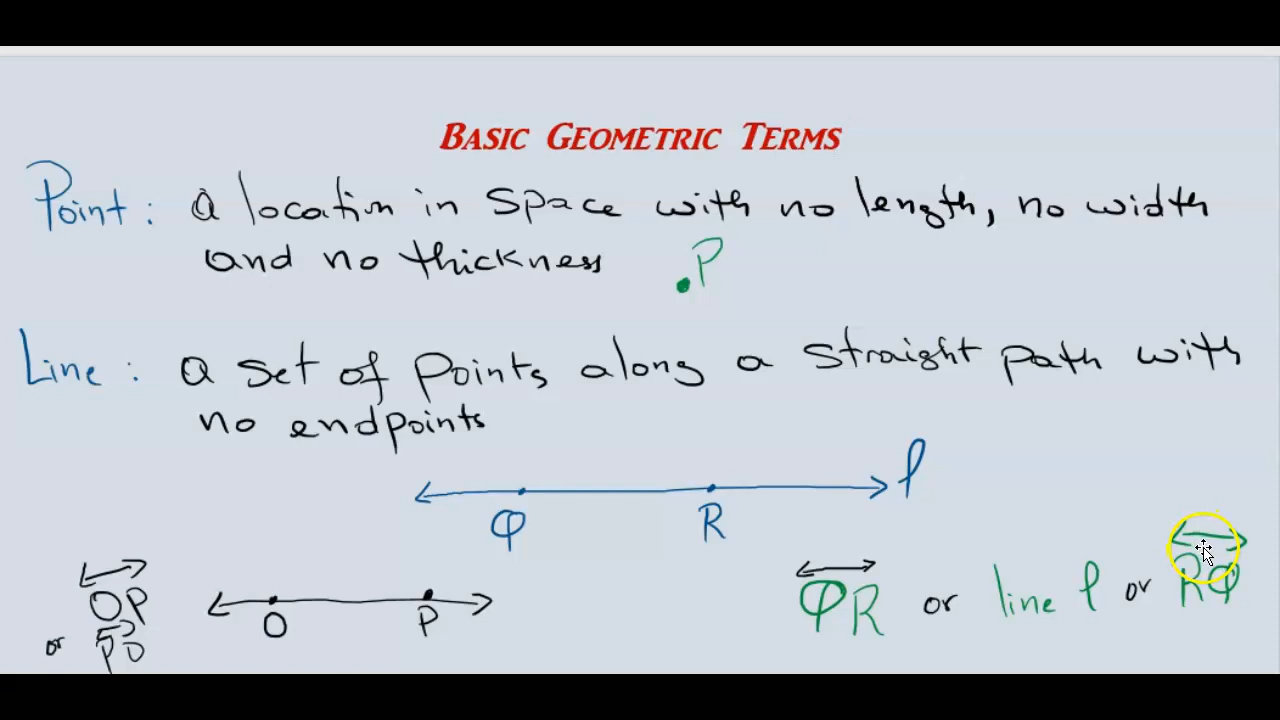 BASIC GEOMETRIC TERMS
Point: a location in space with no length, no width
and no thickness .P
Line: a set of points along a straight path with
no endpoints
l
Q R
OP
or PO
O P
QR or line l or RQ